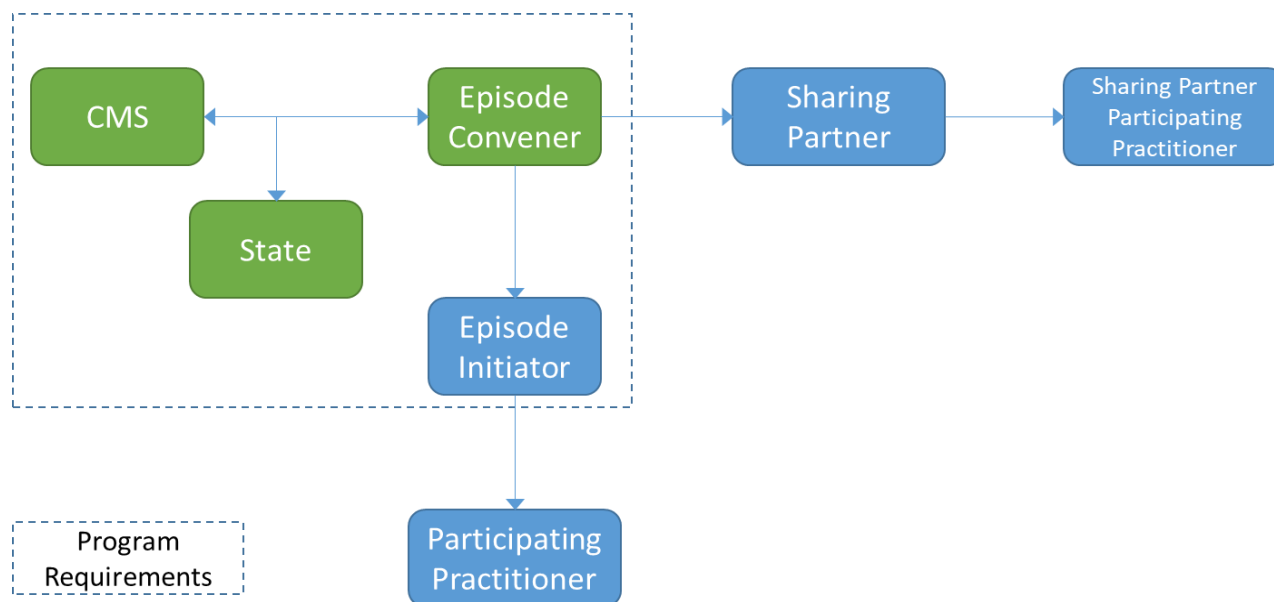 CMS
Episode
Convener
Sharing
Partner
Sharing Partner
Participating
Practitioner
State
Episode
Initiator
Participating
Practitioner
Program
Requirements